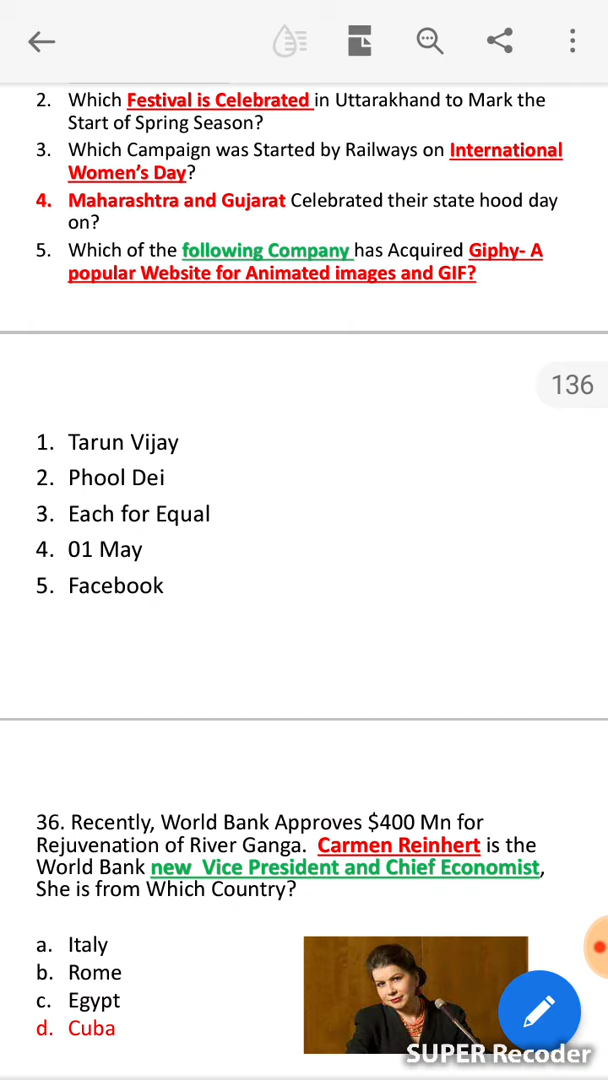 2. Which Festival is Celebrated in Uttarakhand to Mark the
Start of Spring Season?
3. Which Campaign was Started by Railways on International
Women's Day?
4. Maharashtra and Gujarat Celebrated their state hood day
on?
5. Which of the following Company has Acquired Giphy- A
popular Website for Animated images and GIF?
136
1. Tarun Vijay
2. Phool Dei
3. Each for Equal
4. 01 May
5. Facebook
36. Recently, World Bank Approves $400 Mn for
Rejuvenation of River Ganga. Carmen Reinhert is the
World Bank new Vice President and Chief Economist,
She is from Which Country?
a. Italy
b. Rome
c. Egypt
d. Cuba
SUPER Recoder